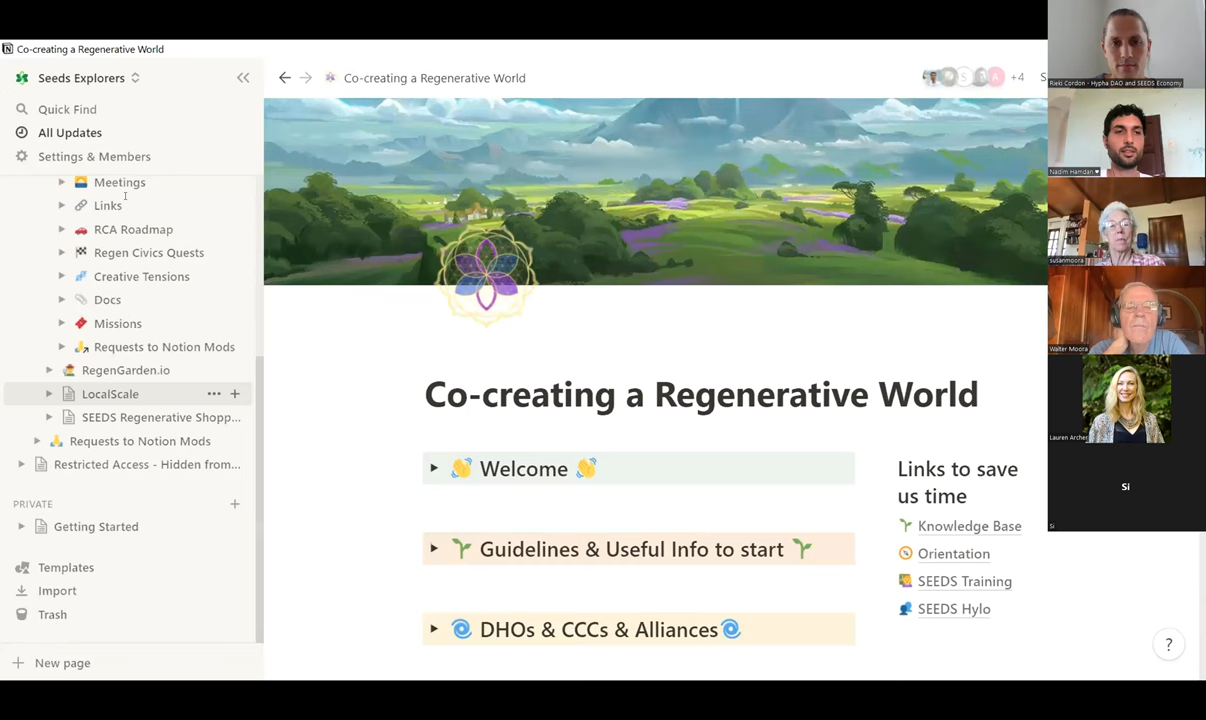 Co-creating a Regenerative World
Seeds Explorers
Quick Find
All Updates
Settings & Members
Meetings
Links
RCA Roadmap
Regen Civics Quests
Creative Tensions
Docs
Missions
Requests to Notion Mods
RegenGarden.io
LocalScale
SEEDS Regenerative Shopp...
Requests to Notion Mods
Restricted Access - Hidden from...
PRIVATE
Getting Started
Templates
Import
Trash
New page
Co-creating a Regenerative World
+4
S
Co-creating a Regenerative World
Welcome
Guidelines & Useful Info to start
DHOs & CCCs & Alliances
Links to save
us time
Knowledge Base
Orientation
SEEDS Training
SEEDS Hylo
?
Rieki Cordon - Hypha DAO and SEEDS Economy
Nadim Hamdan
susanmoora
Walter Moora
Lauren Archer
Si
Si